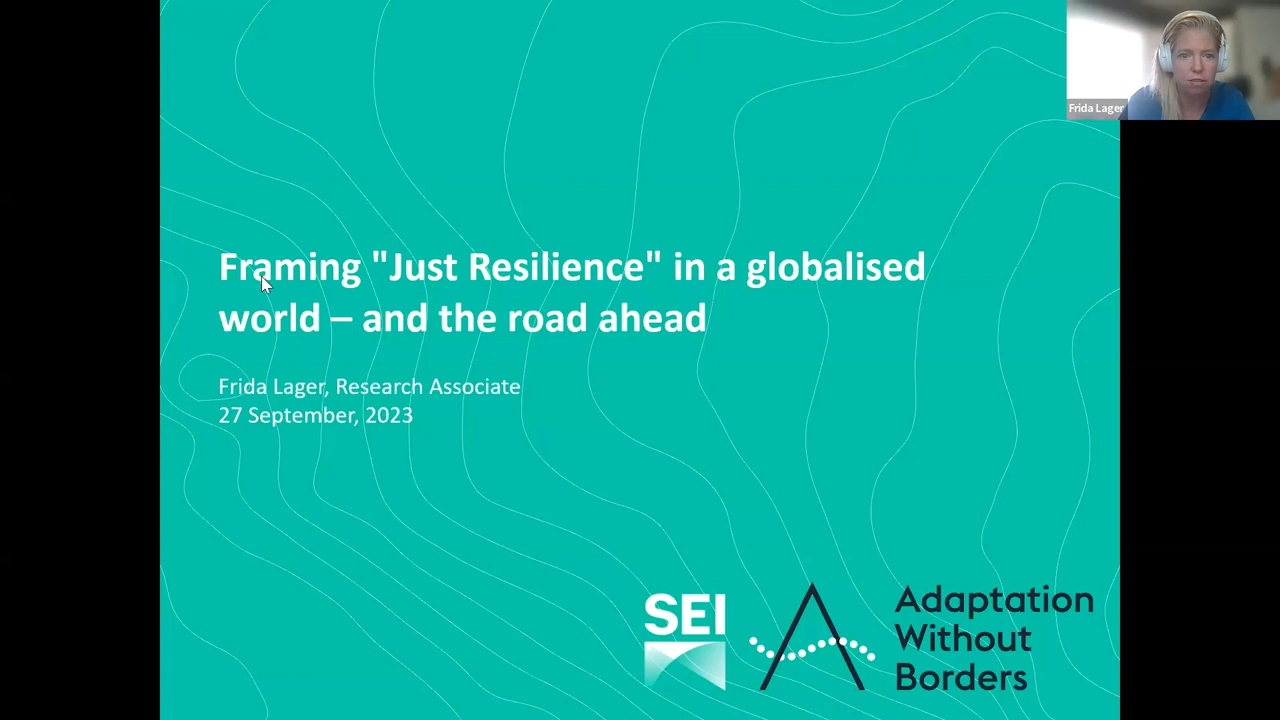 Frida Lager
Framing "Just Resilience" in a globalised
world – and the road ahead
Frida Lager, Research Associate
27 September, 2023
SEI
Adaptation
Without
Borders